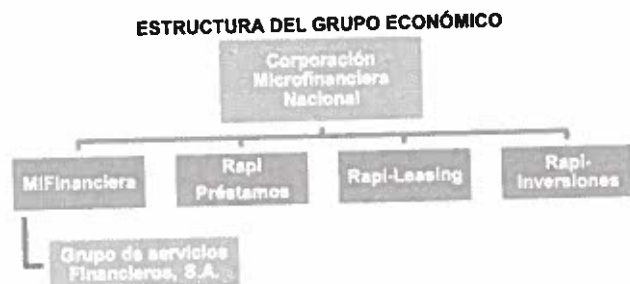 ESTRUCTURA DEL GRUPO ECONÓMICO
Corporación
Microfinanciera
Nacional
MiFinanciera
Rapi
Préstamos
Rapi-Leasing
Rapi-
Inversiones
Grupo de servicios
Financieros, S.A.